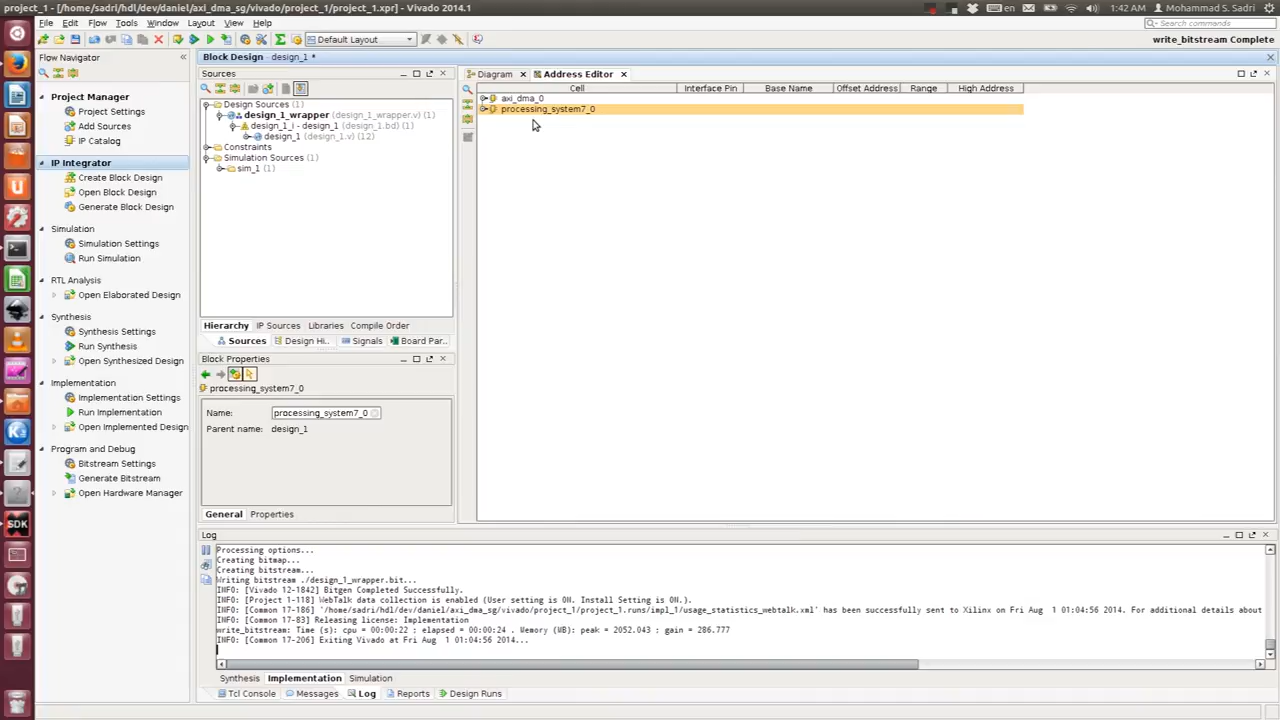 project_1 - [/home/sadri/hdl/dev/daniel/axi_dma_sg/vivado/project_1/project_1.xpr] - Vivado 2014.1
en
1:42 AM
Mohammad S. Sadri
File Edit Flow Tools Window Layout View Help
Search commands
Default Layout
write_bitstream Complete
Flow Navigator
Project Manager
Project Settings
Add Sources
IP Catalog
IP Integrator
Create Block Design
Open Block Design
Generate Block Design
Simulation
Simulation Settings
Run Simulation
RTL Analysis
Open Elaborated Design
Synthesis
Synthesis Settings
Run Synthesis
Open Synthesized Design
Implementation
Implementation Settings
Run Implementation
Open Implemented Design
Program and Debug
Bitstream Settings
Generate Bitstream
Open Hardware Manager
SDK
Block Design - design_1 *
Sources
Design Sources (1)
design_1_wrapper (design_1_wrapper.v) (1)
design_1_i - design_1 (design_1.bd) (1)
design_1 (design_1.v) (12)
Constraints
Simulation Sources (1)
sim_1 (1)
Hierarchy IP Sources Libraries Compile Order
Sources Design Hi.. Signals Board Par..
Block Properties
processing_system7_0
Name: processing_system7_0
Parent name: design_1
General Properties
Diagram Address Editor
Cell Interface Pin Base Name Offset Address Range High Address
axi_dma_0
processing_system7_0
Log
Processing options...
Creating bitmap...
Creating bitstream...
Writing bitstream ./design_1_wrapper.bit...
INFO: [Vivado 12-1842] Bitgen Completed Successfully.
INFO: [Project 1-118] WebTalk data collection is enabled (User setting is ON. Install Setting is ON.).
INFO: [Common 17-186] '/home/sadri/hdl/dev/daniel/axi_dma_sg/vivado/project_1/project_1.runs/impl_1/usage_statistics_webtalk.xml' has been successfully sent to Xilinx on Fri Aug 1 01:04:56 2014. For additional details about
INFO: [Common 17-83] Releasing license: Implementation
write_bitstream: Time (s): cpu = 00:00:22 ; elapsed = 00:00:24 . Memory (MB): peak = 2052.043 ; gain = 286.777
INFO: [Common 17-206] Exiting Vivado at Fri Aug 1 01:04:56 2014...
Synthesis Implementation Simulation
Tcl Console Messages Log Reports Design Runs